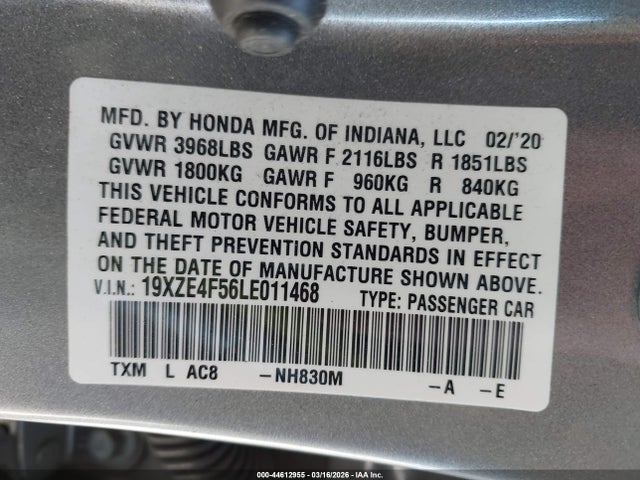 MFD. BY HONDA MFG. OF INDIANA, LLC 02/'20
GVWR 3968LBS GAWR F 2116LBS R 1851LBS
GVWR 1800KG GAWR F 960KG R 840KG
THIS VEHICLE CONFORMS TO ALL APPLICABLE
FEDERAL MOTOR VEHICLE SAFETY, BUMPER,
AND THEFT PREVENTION STANDARDS IN EFFECT
ON THE DATE OF MANUFACTURE SHOWN ABOVE.
V.I.N.: 19XZE4F56LE011468 TYPE: PASSENGER CAR
TXM L AC8 -NH830M -A -E
000-44612955 | 03/16/2026 | IAA Inc.